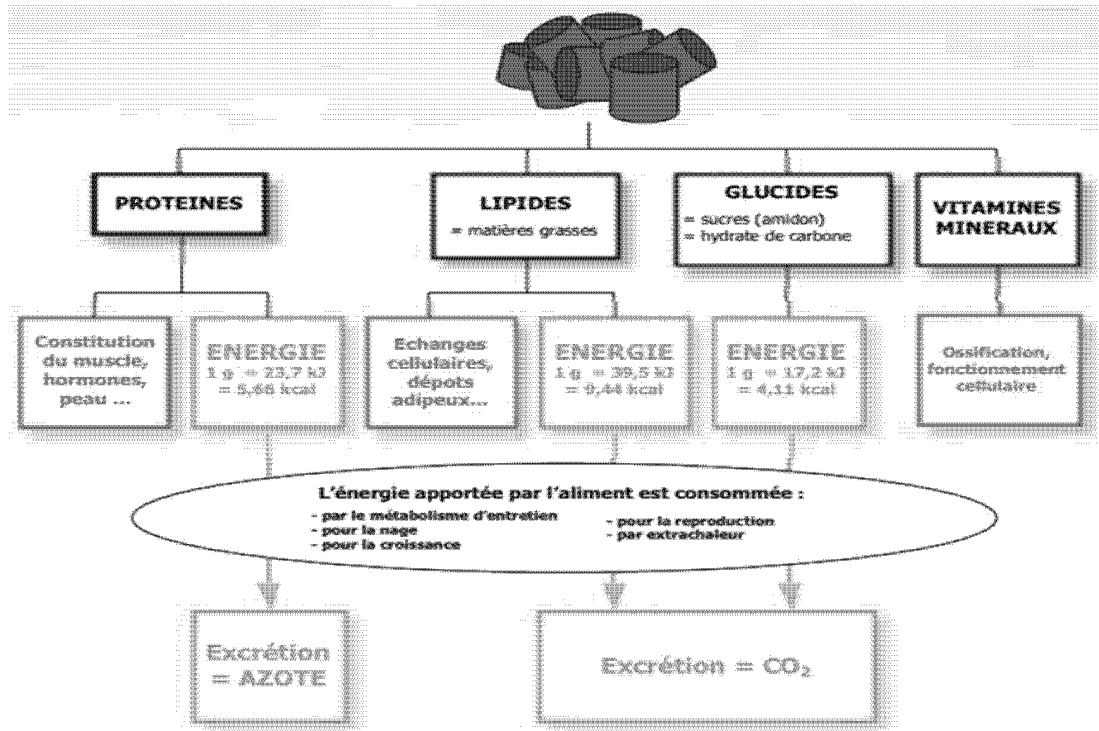 PROTEINES
LIPIDES
= matières grasses
GLUCIDES
= sucres (amidon)
= hydrate de carbone
VITAMINES
MINERAUX
Constitution
du muscle,
hormones,
peau ...
ENERGIE
1 g = 23,7 kJ
= 5,66 kcal
Echanges
cellulaires,
dépots
adipeux...
ENERGIE
1 g = 39,5 kJ
= 9,44 kcal
ENERGIE
1 g = 17,2 kJ
= 4,11 kcal
Ossification,
fonctionnement
cellulaire
L'énergie apportée par l'aliment est consommée :
- par le métabolisme d'entretien
- pour la nage
- pour la croissance
- pour la reproduction
- par extrachaleur
Excrétion
= AZOTE
Excrétion = CO₂